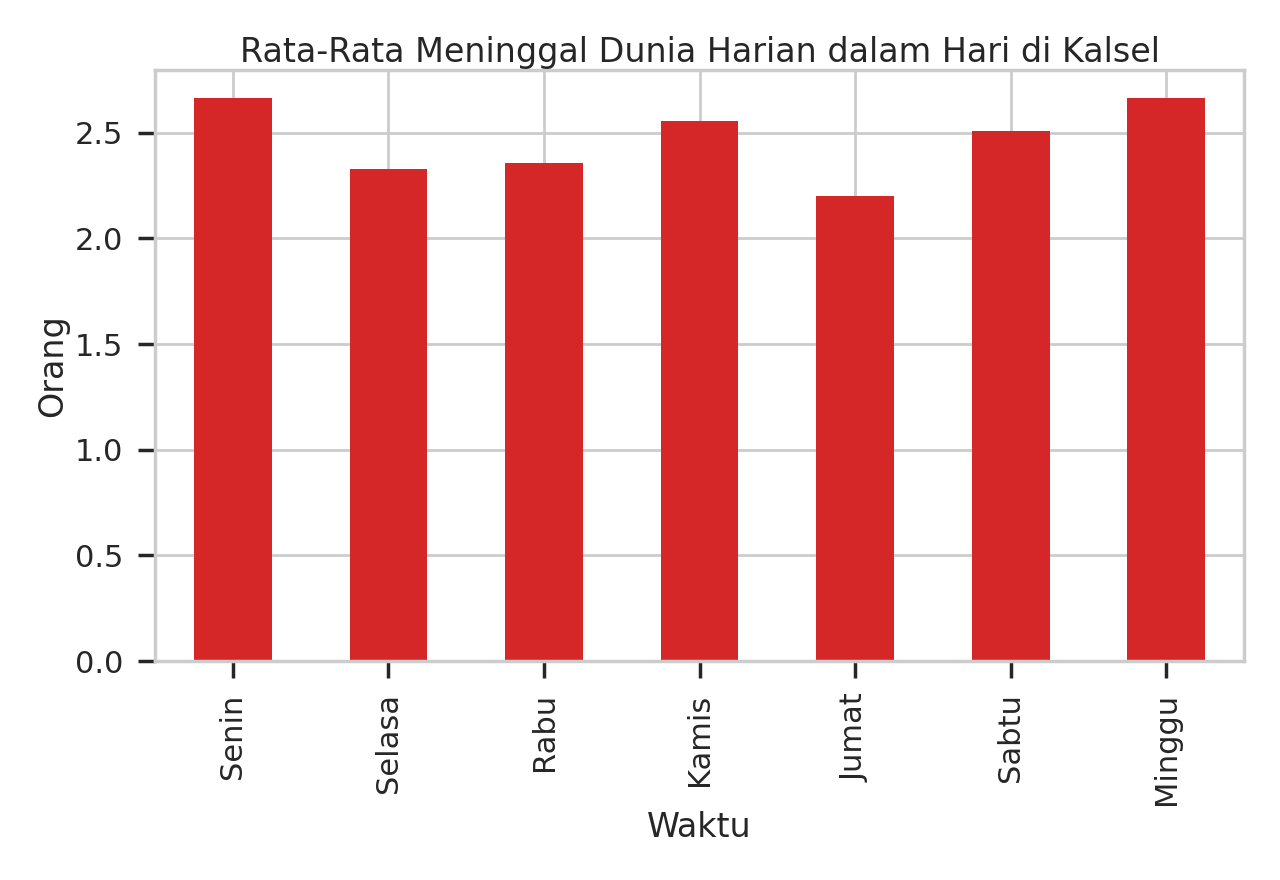 Rata-Rata Meninggal Dunia Harian dalam Hari di Kalsel
Orang
2.5
2.0
1.5
1.0
0.5
0.0
Senin
Selasa
Rabu
Kamis
Jumat
Sabtu
Minggu
Waktu